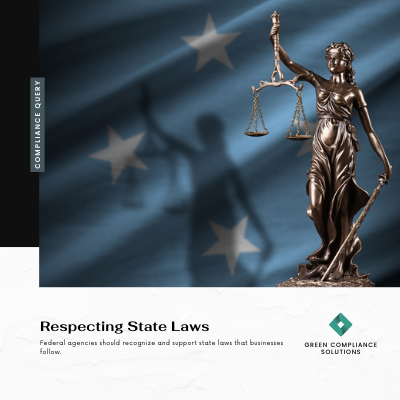 COMPLIANCE QUERY
Respecting State Laws
Federal agencies should recognize and support state laws that businesses
follow.
GREEN COMPLIANCE
SOLUTIONS